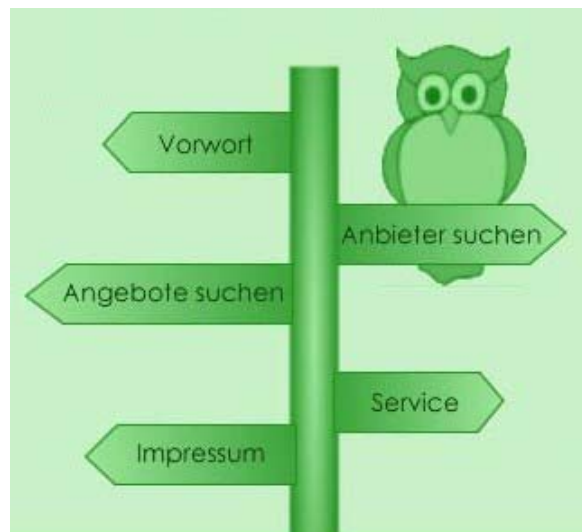 Vorwort
Anbieter suchen
Angebote suchen
Service
Impressum